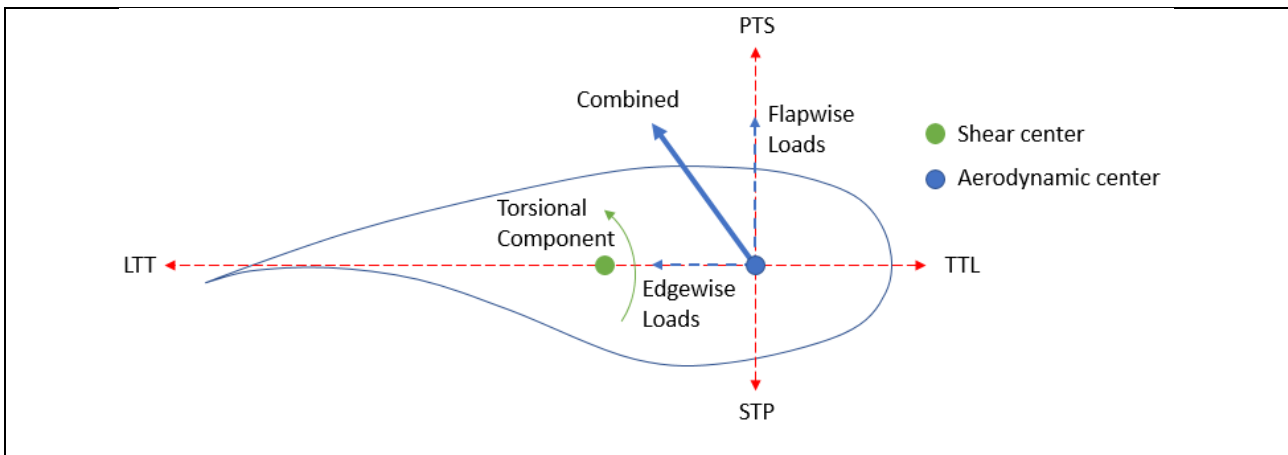 PTS
Combined
Flapwise
Loads
Shear center
Aerodynamic center
Torsional
Component
LTT
TTL
Edgewise
Loads
STP